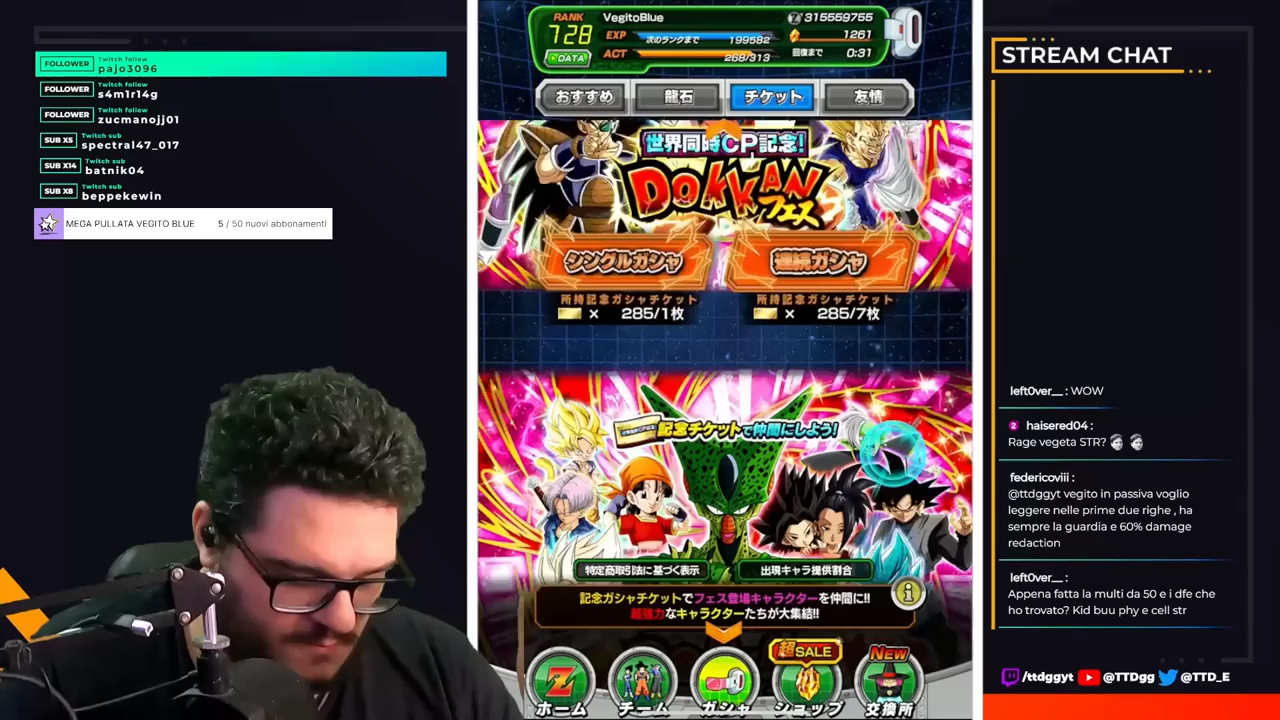 FOLLOWER Twitch follow pajo3096
FOLLOWER Twitch follow s4m1r14g
FOLLOWER Twitch follow zucmanojj01
SUB X5 Twitch sub spectral47_017
SUB X14 Twitch sub batnik04
SUB X8 Twitch sub beppekewin
MEGA PULLATA VEGITO BLUE 5 / 50 nuovi abbonamenti
RANK
728
DATA
VegitoBlue
315559755
EXP 次のランクまで 199582
1261
ACT 268/313
回復まで 0:31
おすすめ 龍石 チケット 友情
世界同時CP記念!
DOKKAN
フェス
シングルガシャ 連続ガシャ
所持記念ガシャチケット 所持記念ガシャチケット
× 285/1枚 × 285/7枚
記念チケットで仲間にしよう!
特定商取引法に基づく表示 出現キャラ提供割合
記念ガシャチケットでフェス登場キャラクターを仲間に!!
超強力なキャラクターたちが大集結!!
超SALE NEW
ホーム チーム ガシャ ショップ 交換所
STREAM CHAT
left0ver__ : WOW
2 haisered04 :
Rage vegeta STR?
federicoviii :
@ttdggyt vegito in passiva voglio
leggere nelle prime due righe , ha
sempre la guardia e 60% damage
redaction
left0ver__ :
Appena fatta la multi da 50 e i dfe che
ho trovato? Kid buu phy e cell str
/ttdggyt @TTDgg @TTD_E